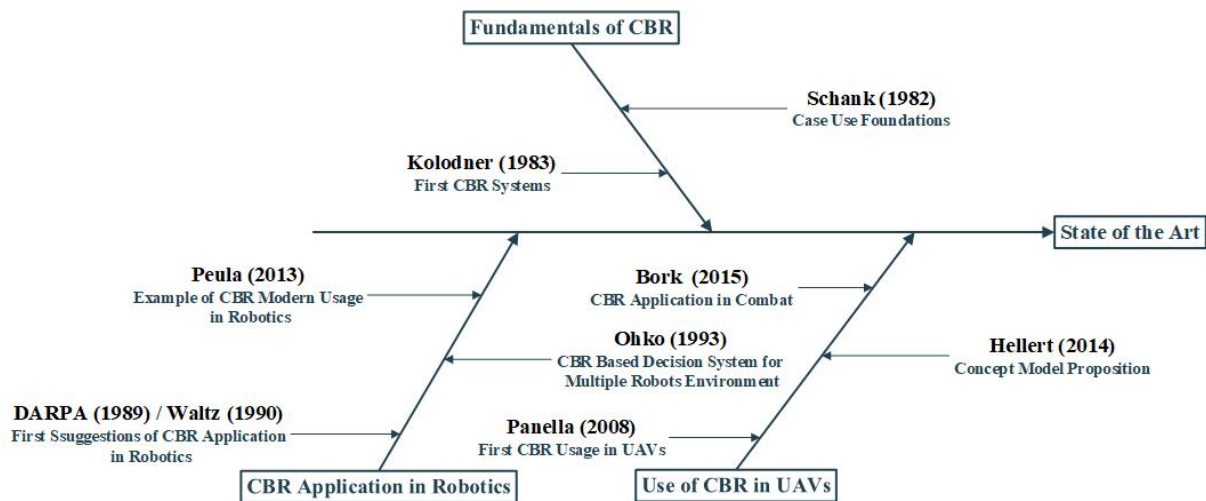 Fundamentals of CBR
Schank (1982)
Case Use Foundations
Kolodner (1983)
First CBR Systems
State of the Art
Peula (2013)
Example of CBR Modern Usage
in Robotics
Bork (2015)
CBR Application in Combat
Ohko (1993)
CBR Based Decision System for
Multiple Robots Environment
Hellert (2014)
Concept Model Proposition
DARPA (1989) / Waltz (1990)
First Ssuggestions of CBR Application
in Robotics
Panella (2008)
First CBR Usage in UAVs
CBR Application in Robotics
Use of CBR in UAVs